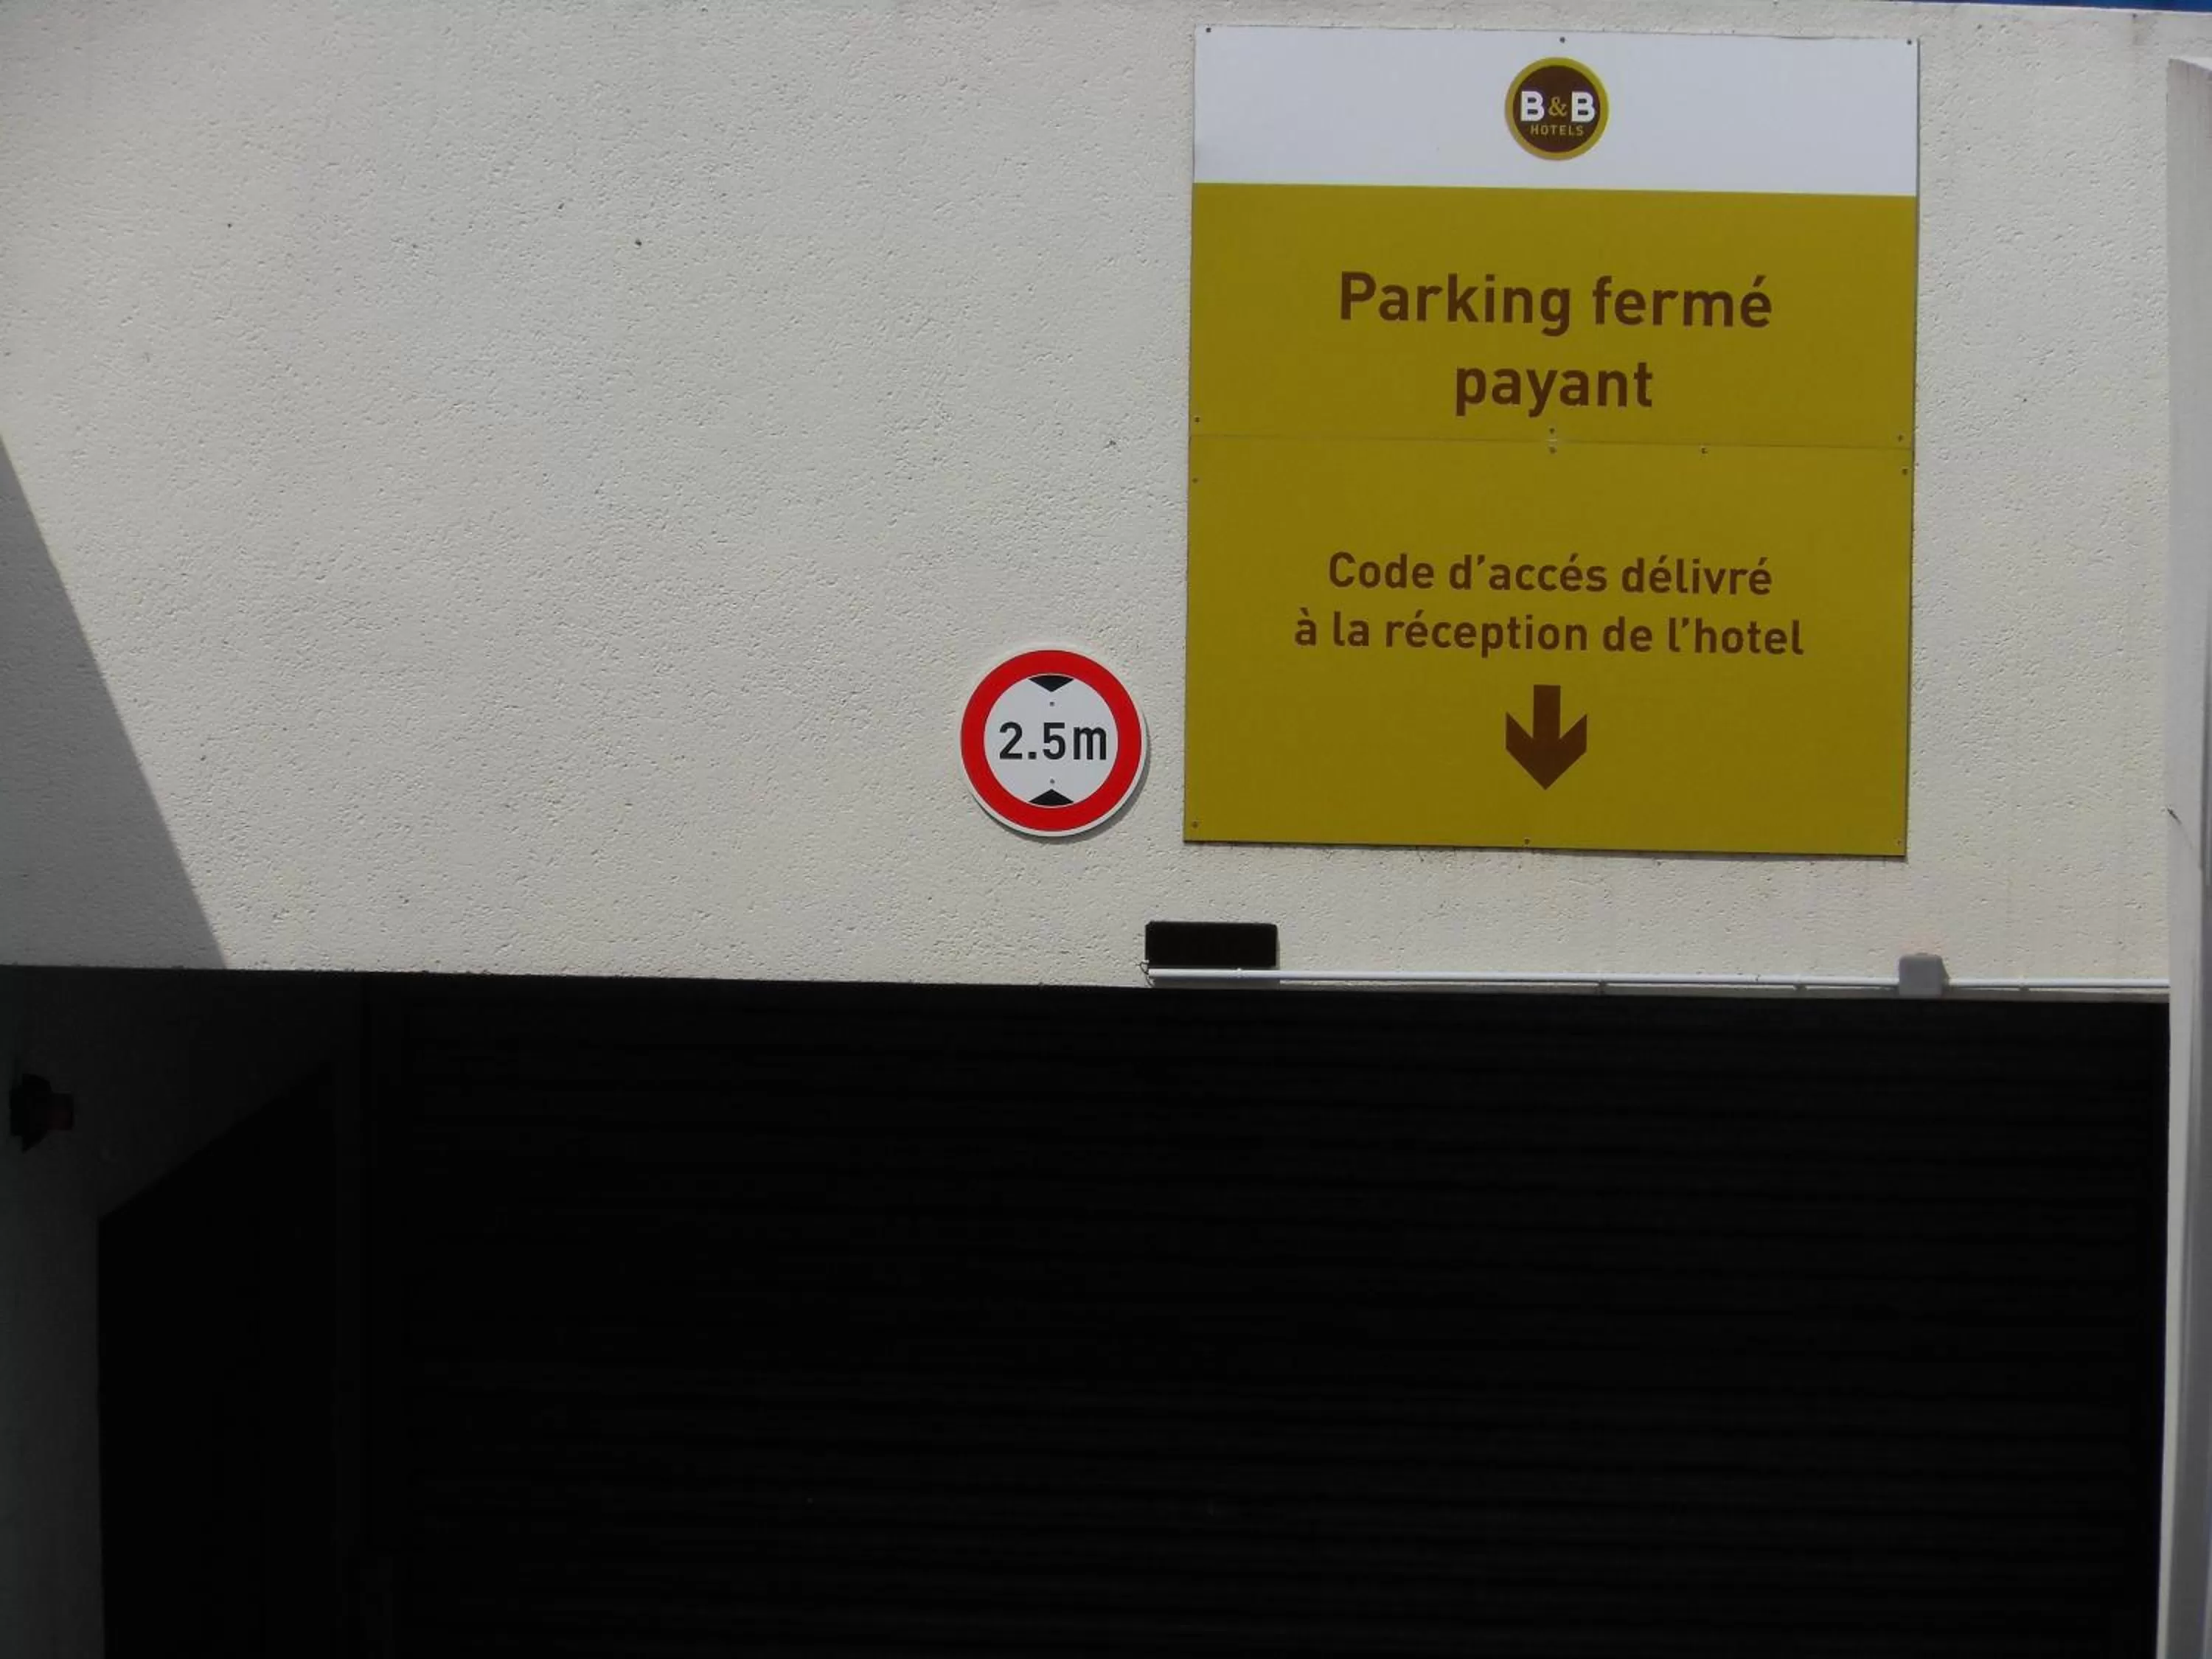 B&B
HOTELS
Parking fermé
payant
Code d'accés délivré
à la réception de l'hotel
2.5m